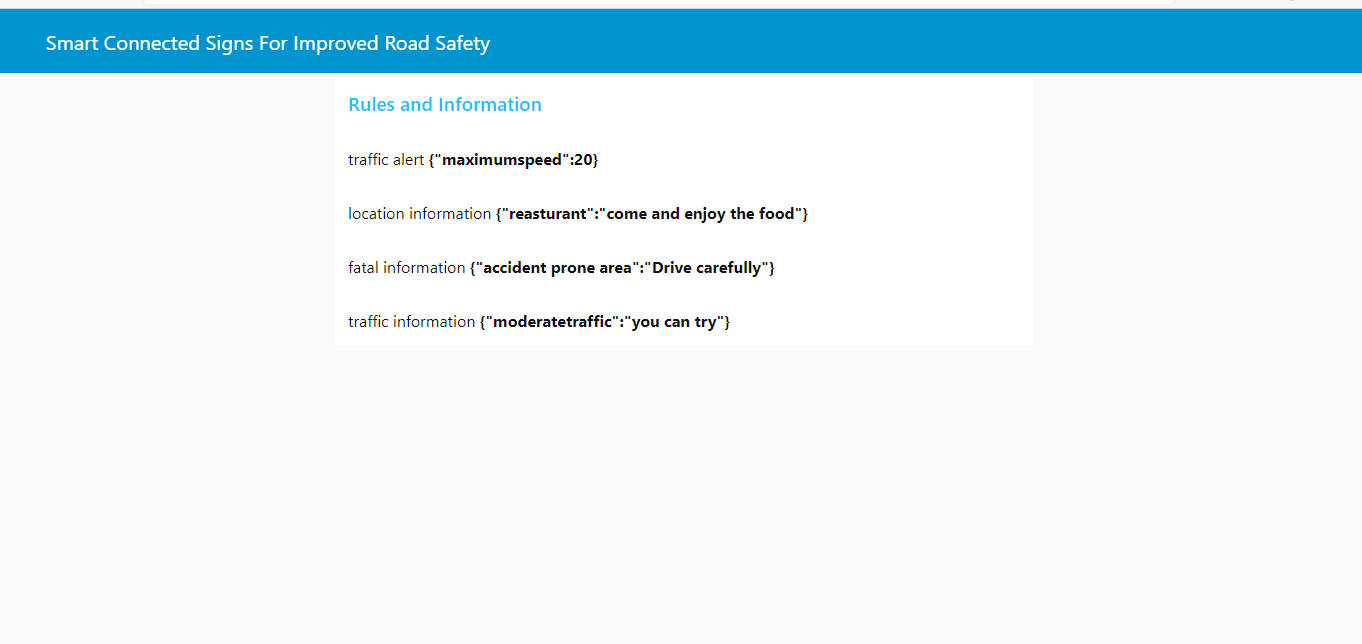 Smart Connected Signs For Improved Road Safety
Rules and Information
traffic alert {"maximumspeed":20}
location information {"reasturant":"come and enjoy the food"}
fatal information {"accident prone area":"Drive carefully"}
traffic information {"moderatetraffic":"you can try"}